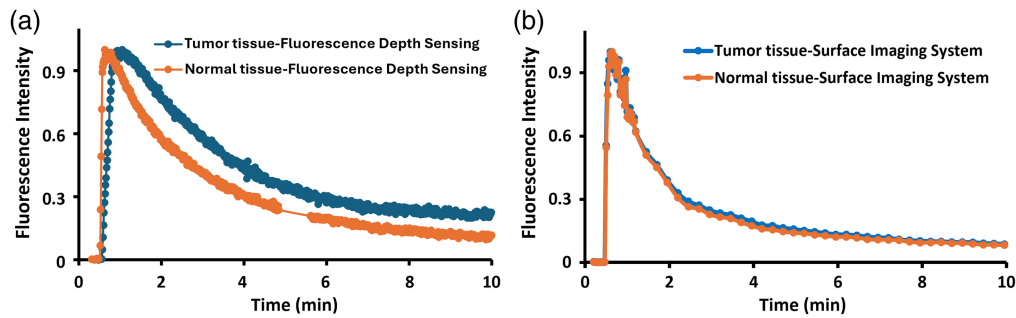 (a)
Fluorescence Intensity
0.9
0.6
0.3
0
Tumor tissue-Fluorescence Depth Sensing
Normal tissue-Fluorescence Depth Sensing
0 2 4 6 8 10
Time (min)
(b)
Fluorescence Intensity
0.9
0.6
0.3
0
Tumor tissue-Surface Imaging System
Normal tissue-Surface Imaging System
0 2 4 6 8 10
Time (min)